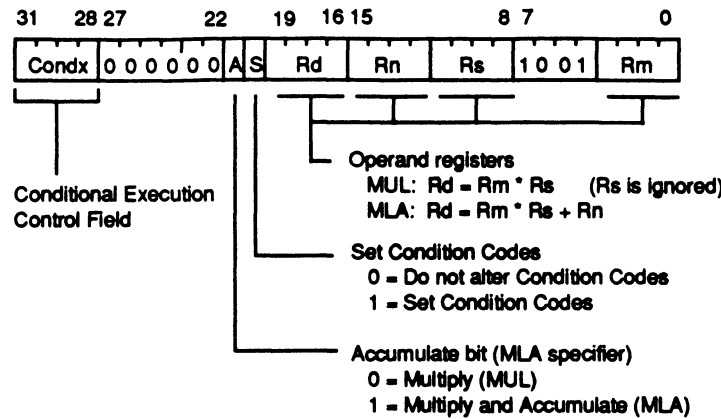 31 28 27 22 19 16 15 8 7 0
Condx 0 0 0 0 0 0 A S Rd Rn Rs 1 0 0 1 Rm
Operand registers
MUL: Rd = Rm * Rs (Rs is ignored)
MLA: Rd = Rm * Rs + Rn
Conditional Execution
Control Field
Set Condition Codes
0 = Do not alter Condition Codes
1 = Set Condition Codes
Accumulate bit (MLA specifier)
0 = Multiply (MUL)
1 = Multiply and Accumulate (MLA)